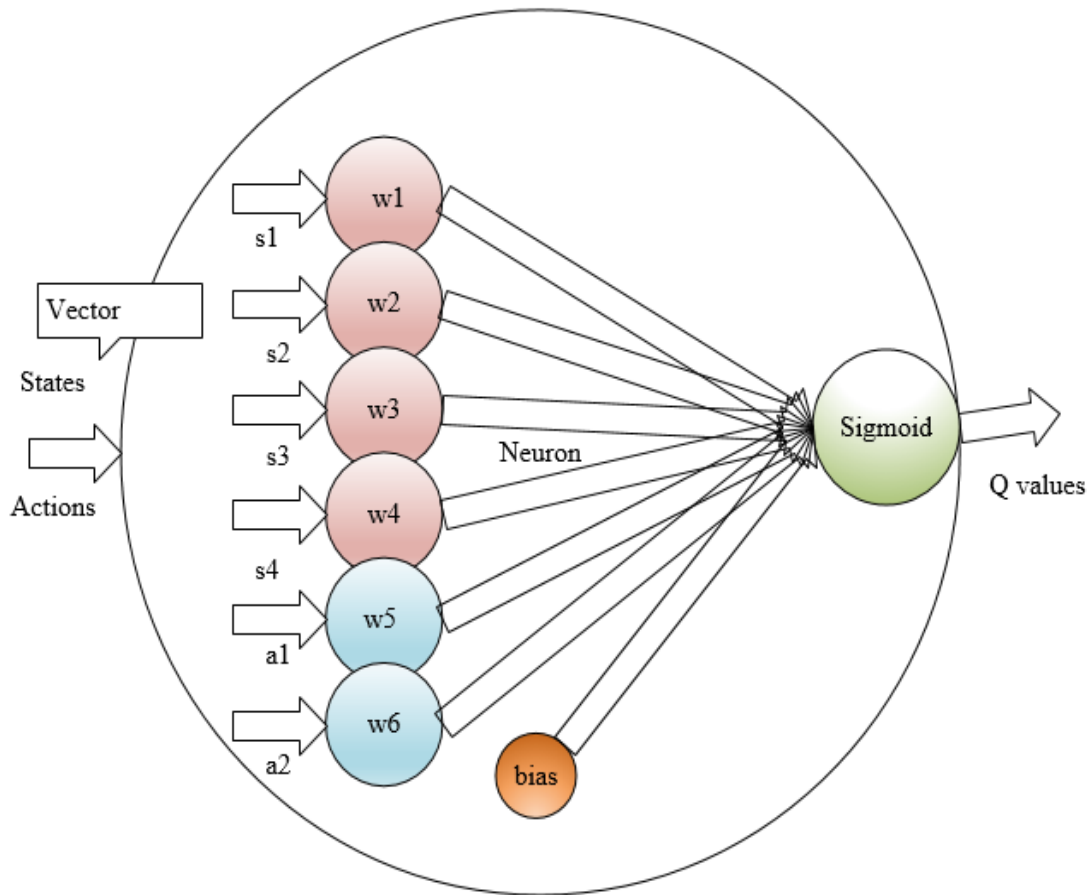 w1
s1
w2
Vector
s2
States
w3
Sigmoid
Neuron
s3
Q values
Actions
w4
s4
w5
a1
w6
a2
bias